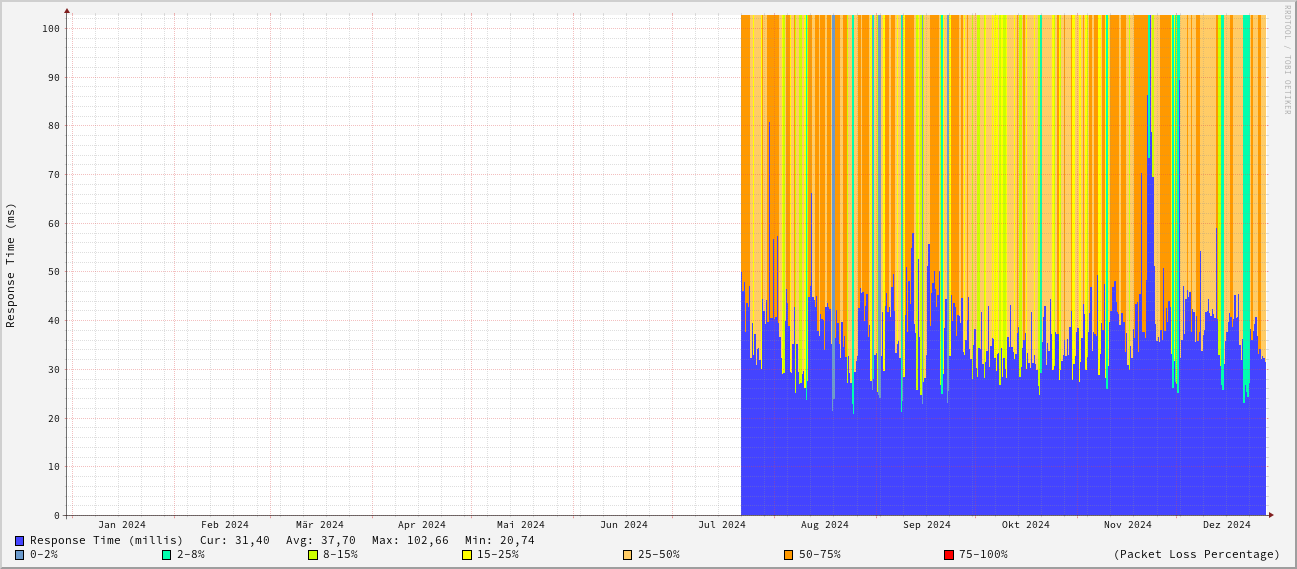 RRDTOOL / TOBI OETIKER
Response Time (ms)
100
90
80
70
60
50
40
30
20
10
0
Jan 2024 Feb 2024 Mär 2024 Apr 2024 Mai 2024 Jun 2024 Jul 2024 Aug 2024 Sep 2024 Okt 2024 Nov 2024 Dez 2024
Response Time (millis) Cur: 31,40 Avg: 37,70 Max: 102,66 Min: 20,74
0-2% 2-8% 8-15% 15-25% 25-50% 50-75% 75-100% (Packet Loss Percentage)